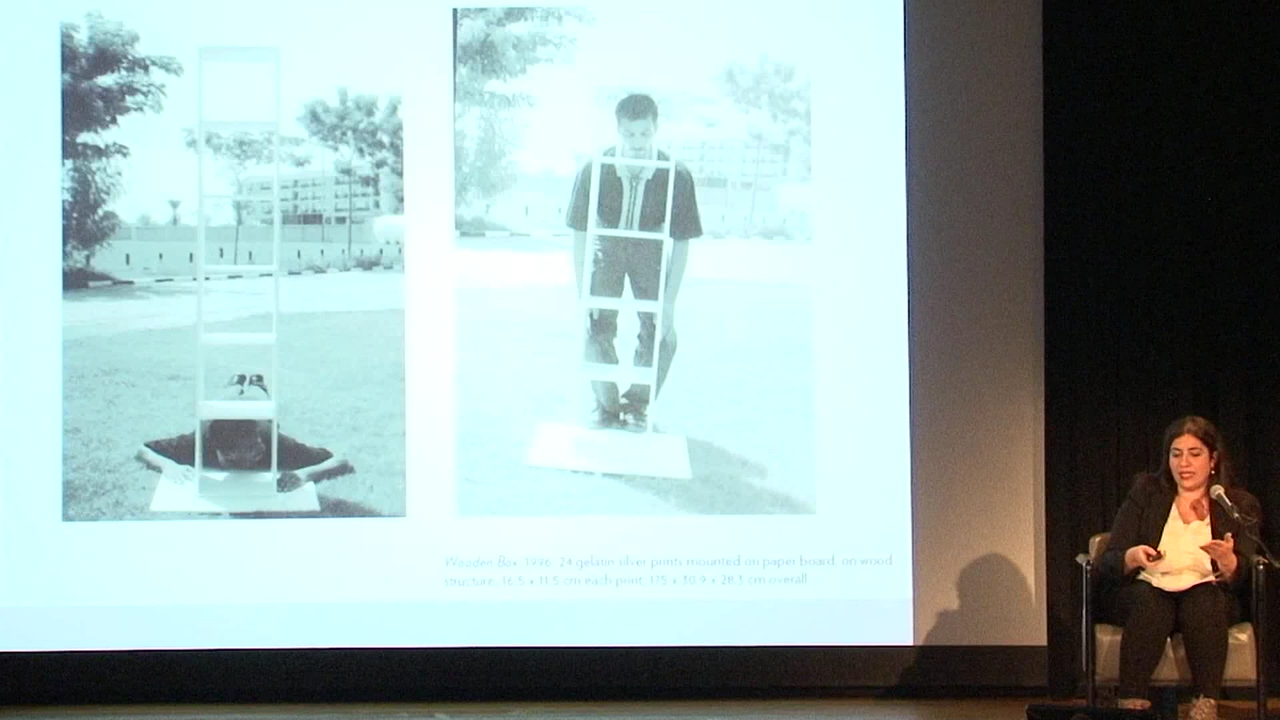 Wooden Box, 1996. 24 gelatin silver prints mounted on paper board, on wood
structure; 16.5 x 11.5 cm each print; 175 x 30.9 x 28.3 cm overall